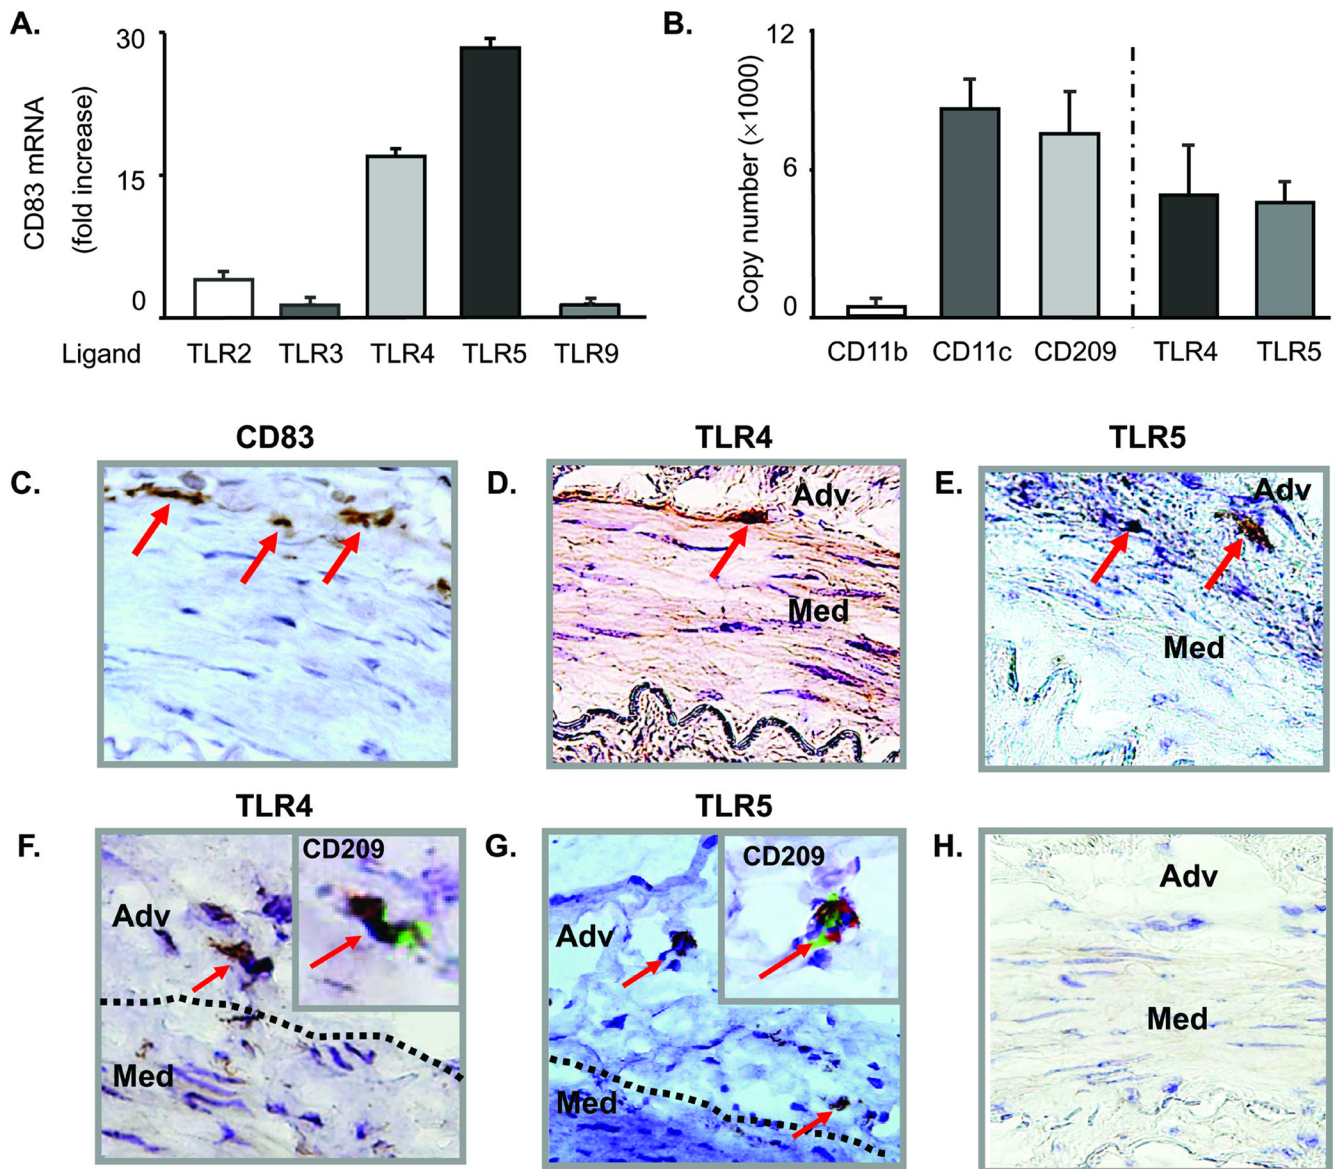 A.
30
15
0
CD83 mRNA
(fold increase)
Ligand TLR2 TLR3 TLR4 TLR5 TLR9
B.
12
6
0
Copy number (×1000)
CD11b CD11c CD209 TLR4 TLR5
CD83
C.
TLR4
D.
Adv
Med
TLR5
E.
Adv
Med
TLR4
F.
CD209
Adv
Med
TLR5
G.
CD209
Adv
Med
H.
Adv
Med